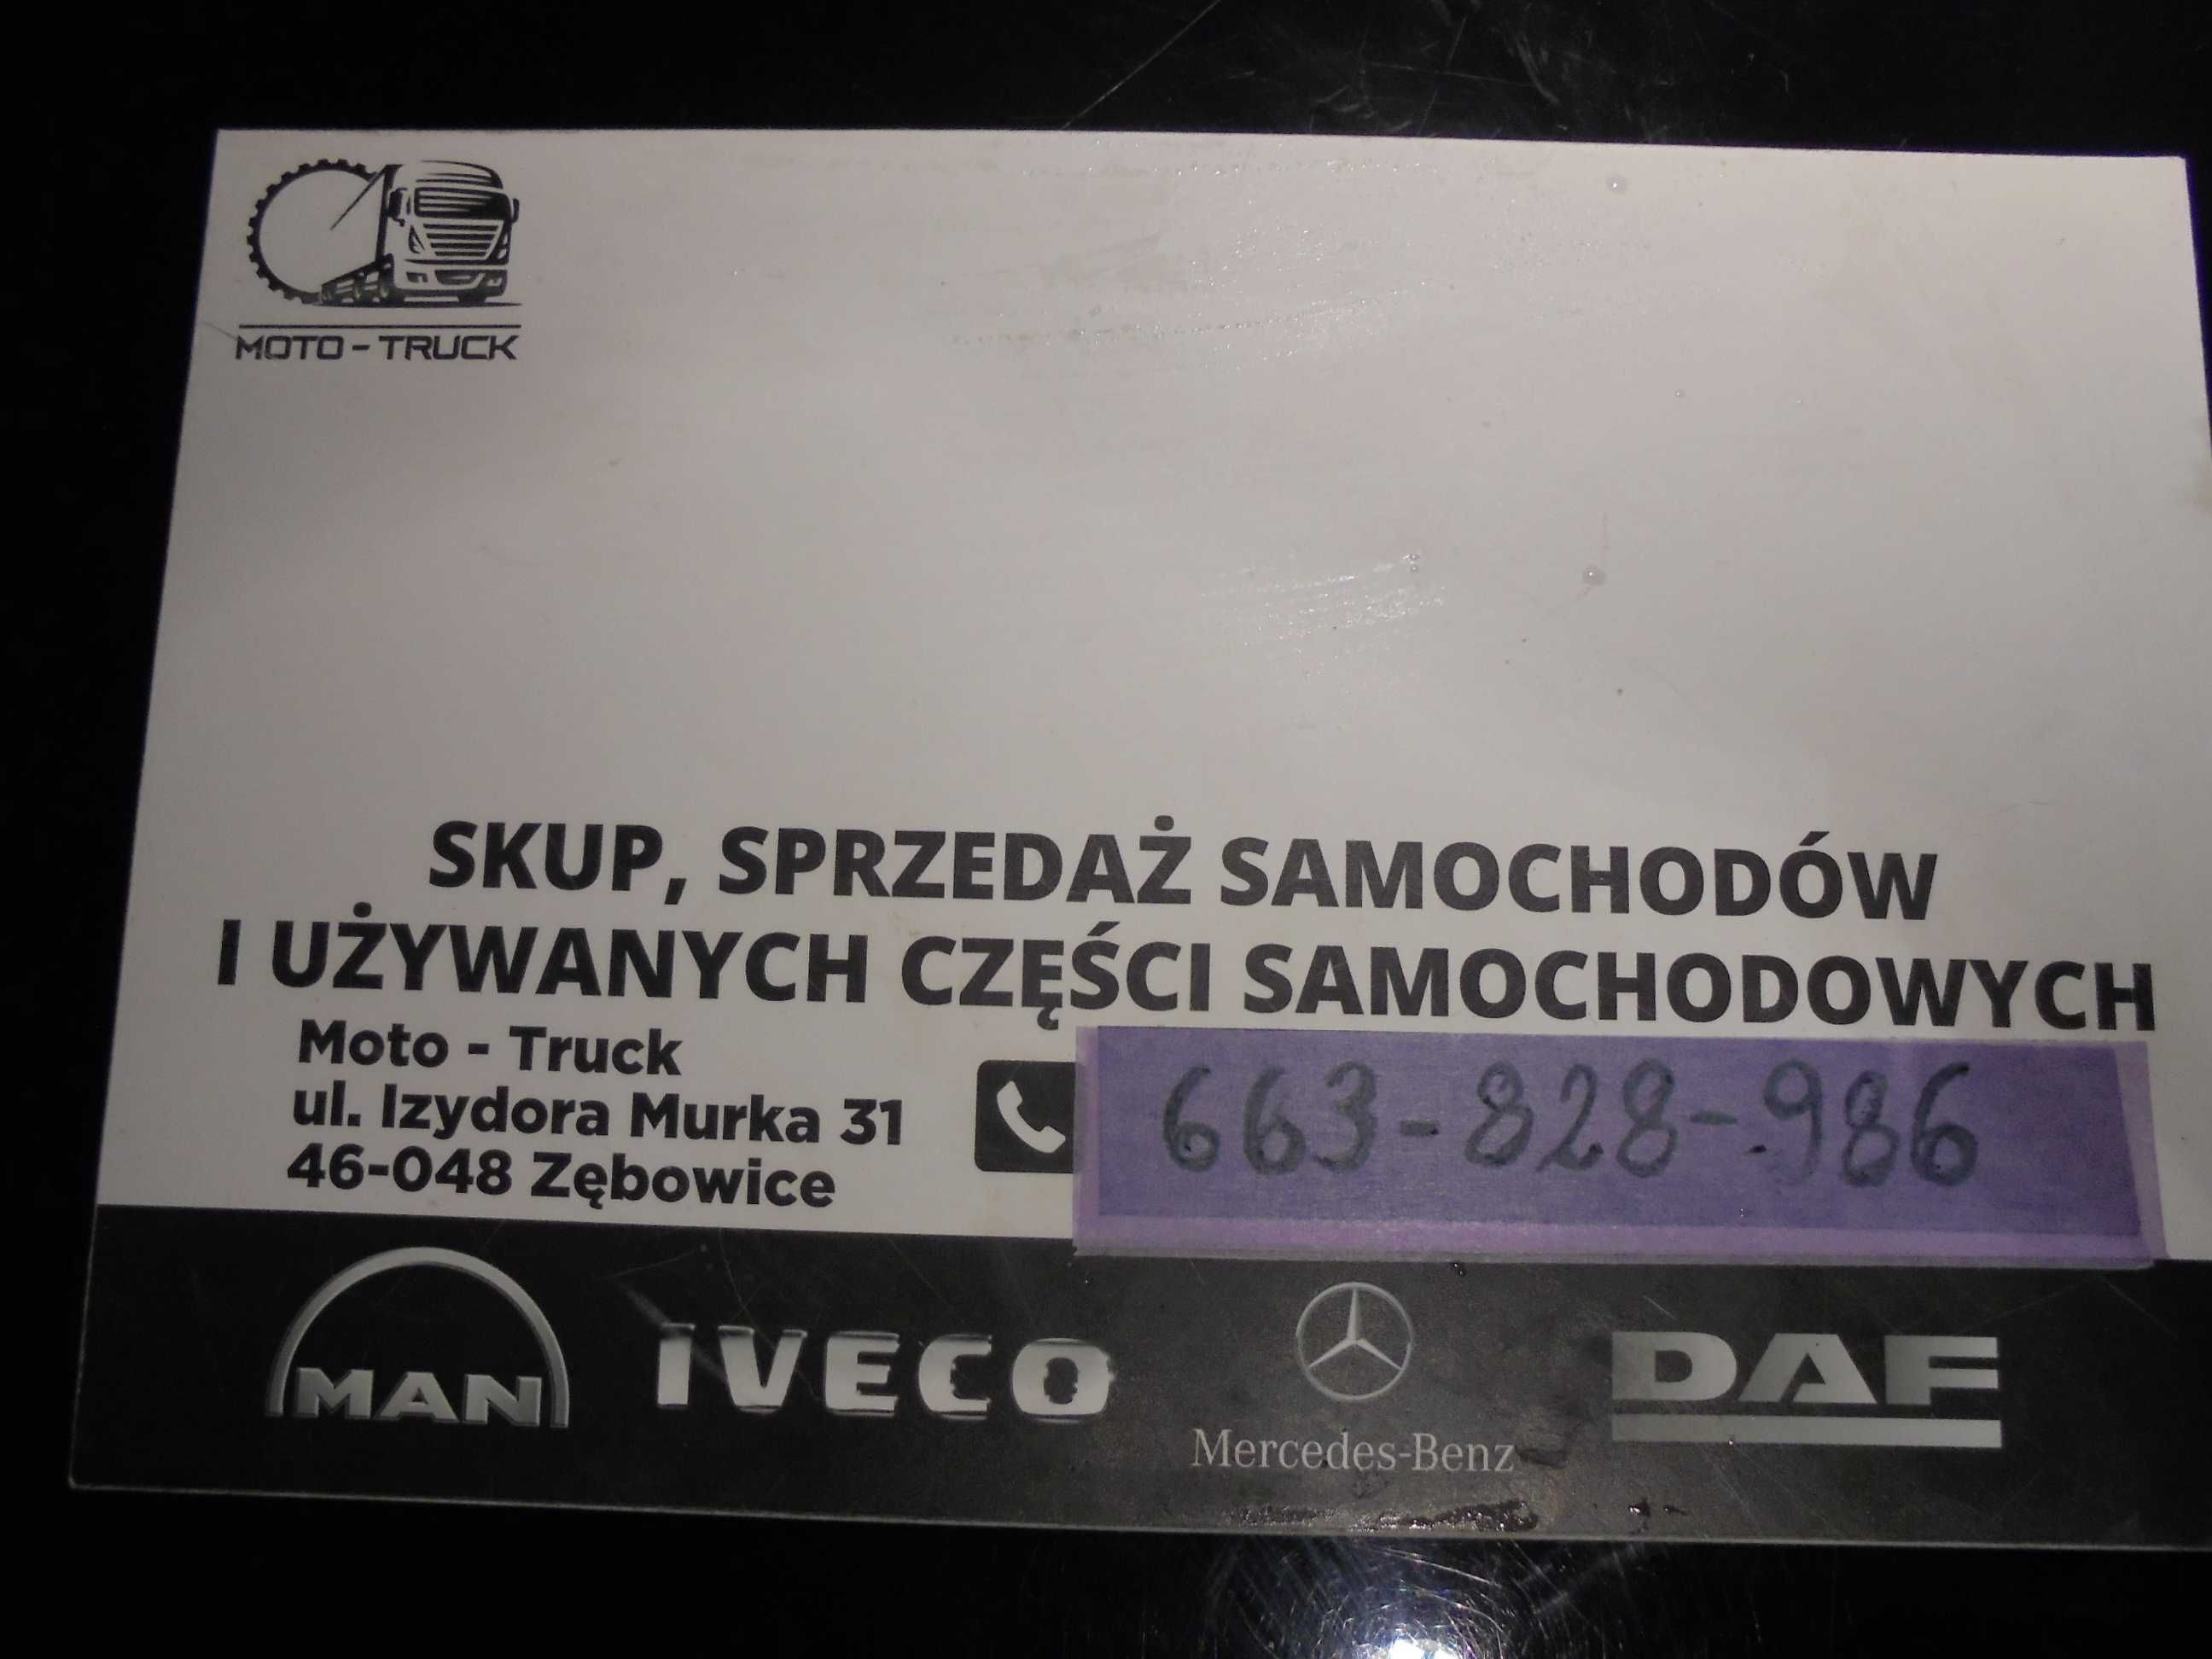 MOTO - TRUCK
SKUP, SPRZEDAŻ SAMOCHODÓW
I UŻYWANYCH CZĘŚCI SAMOCHODOWYCH
Moto - Truck
ul. Izydora Murka 31
46-048 Zębowice
663-828-986
MAN
IVECO
Mercedes-Benz
DAF